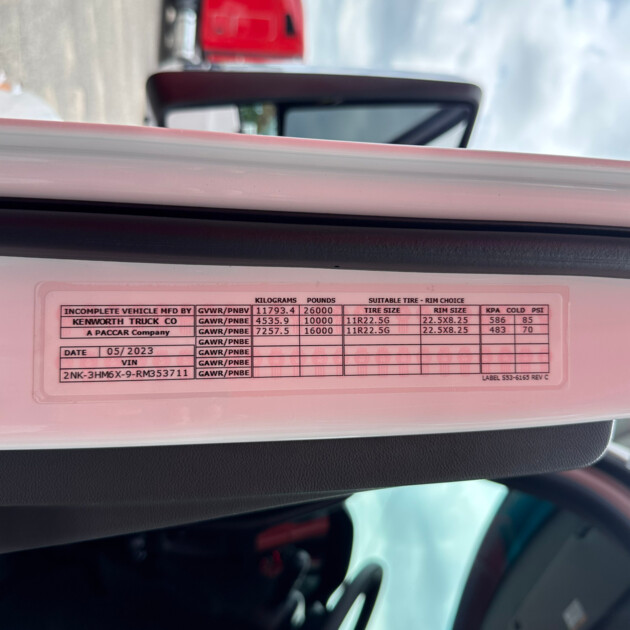 KILOGRAMS POUNDS SUITABLE TIRE - RIM CHOICE
INCOMPLETE VEHICLE MFD BY GVWR/PNBV 11793.4 26000 TIRE SIZE RIM SIZE KPA COLD PSI
KENWORTH TRUCK CO GAWR/PNBE 4535.9 10000 11R22.5G 22.5X8.25 586 85
A PACCAR Company GAWR/PNBE 7257.5 16000 11R22.5G 22.5X8.25 483 70
GAWR/PNBE
DATE 05/2023 GAWR/PNBE
VIN GAWR/PNBE
2NK-3HM6X-9-RM353711 GAWR/PNBE
LABEL S53-6165 REV C